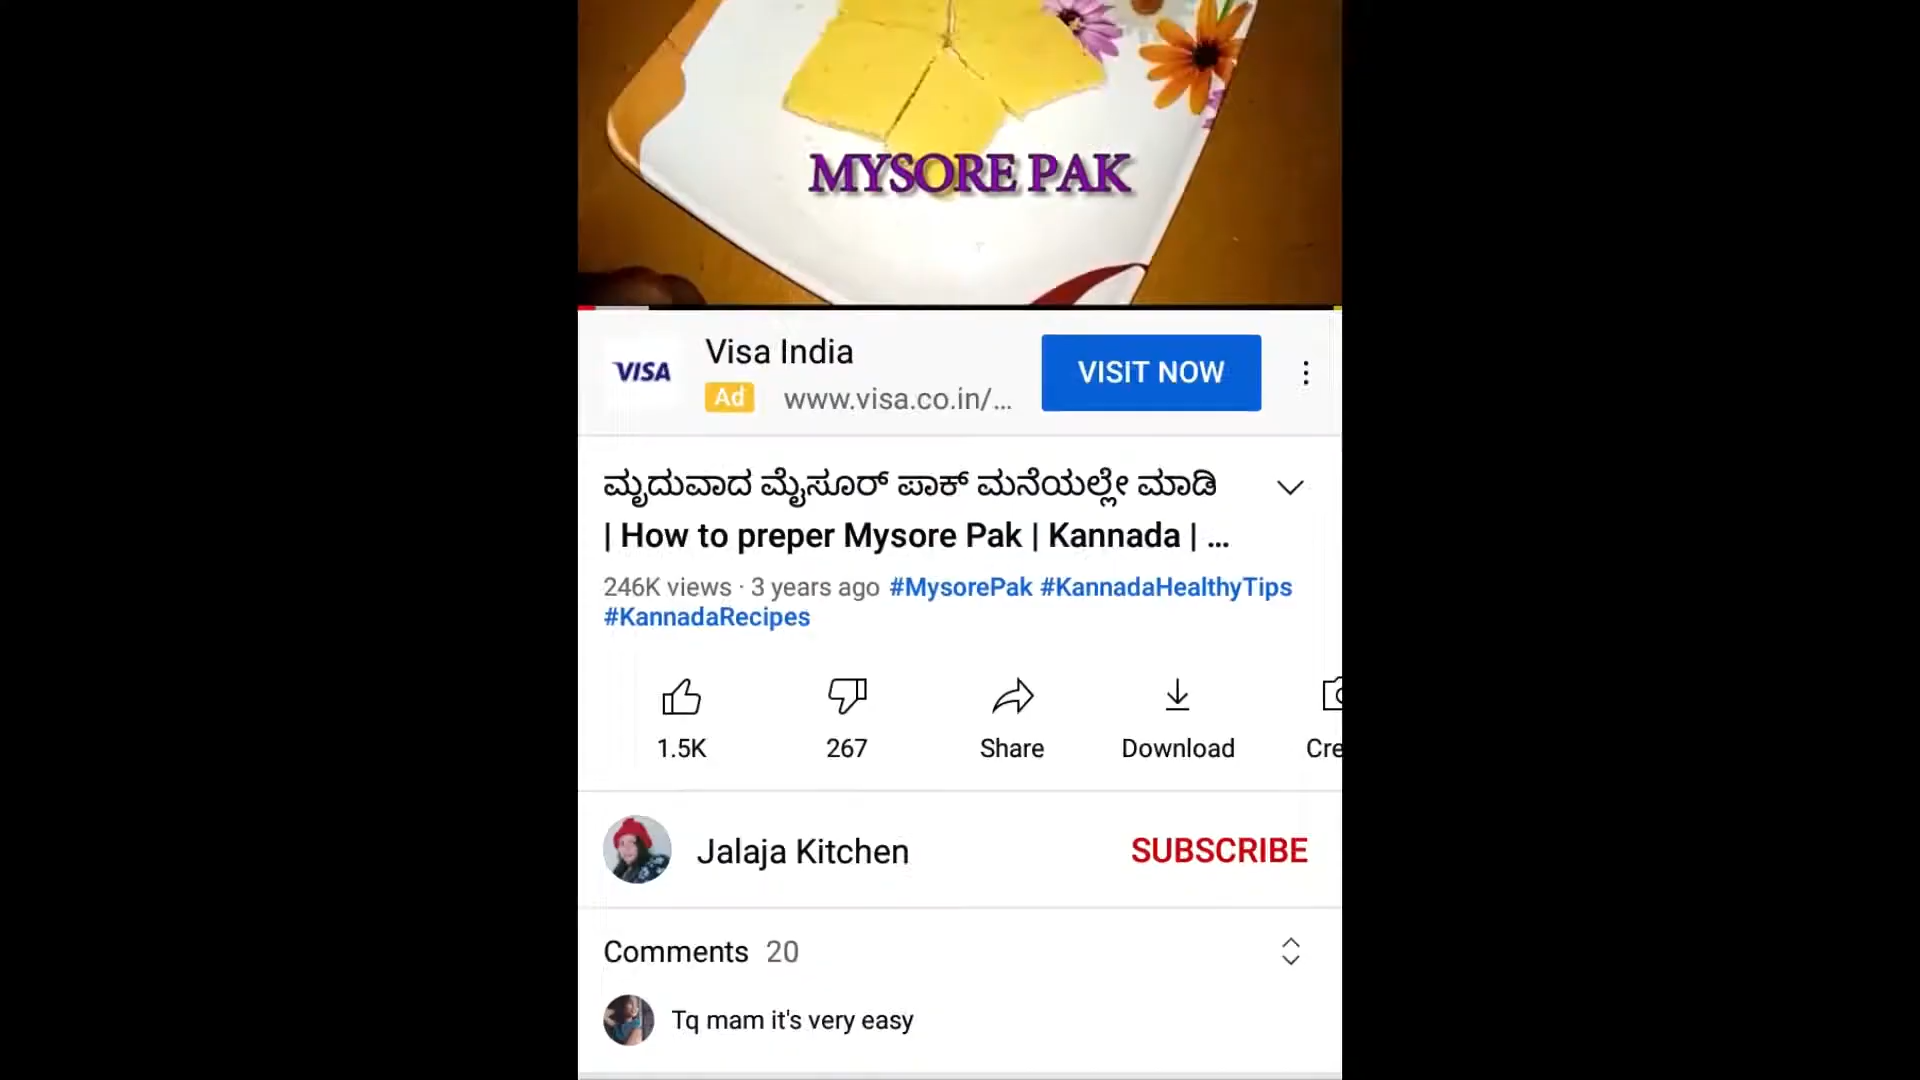 MYSORE PAK
VISA
Visa India
VISIT NOW
Ad www.visa.co.in/...
ಮೃದುವಾದ ಮೈಸೂರ್ ಪಾಕ್ ಮನೆಯಲ್ಲೇ ಮಾಡಿ
| How to preper Mysore Pak | Kannada | ...
246K views · 3 years ago #MysorePak #KannadaHealthyTips
#KannadaRecipes
1.5K 267 Share Download Cre
Jalaja Kitchen SUBSCRIBE
Comments 20
Tq mam it's very easy